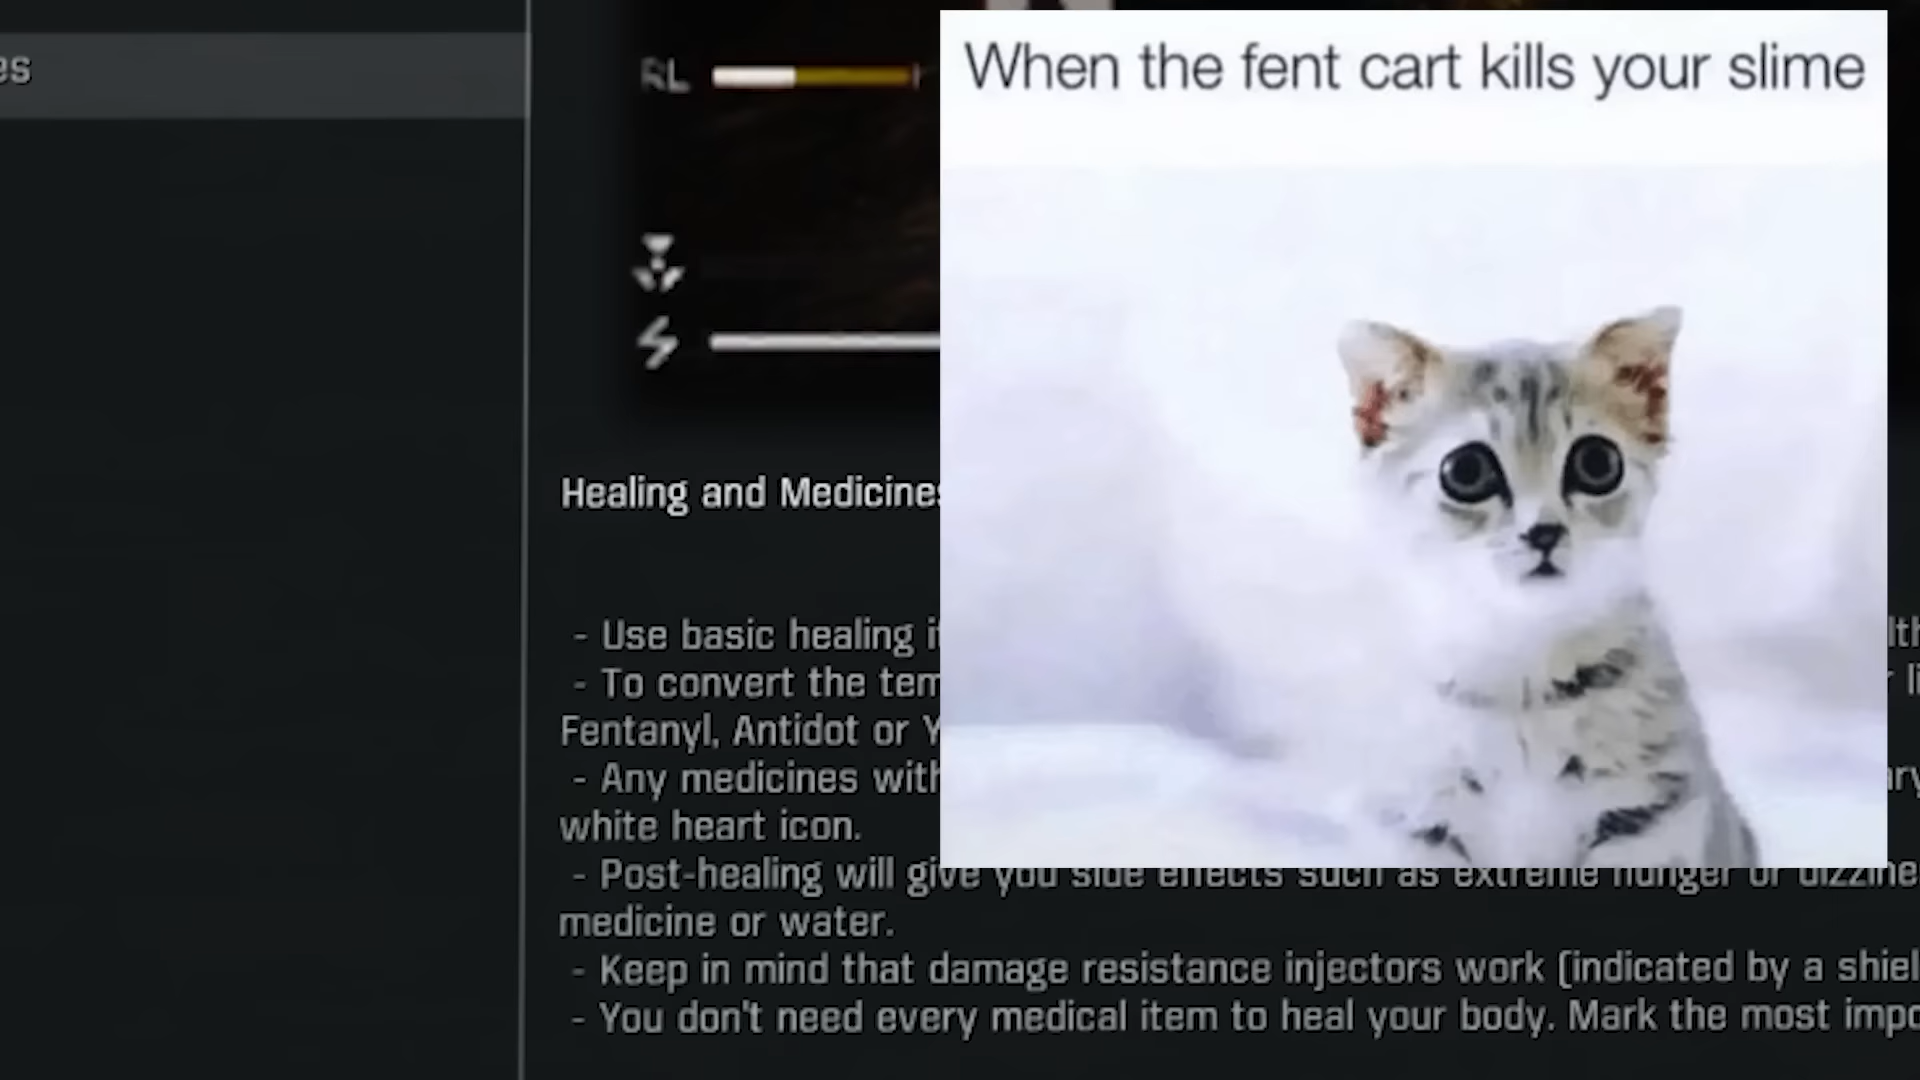 es
RL
When the fent cart kills your slime
Healing and Medicines
- Use basic healing
- To convert the
Fentanyl, Antidot or
- Any medicines with
white heart icon.
- Post-healing will give you side effects such as extreme hunger or
medicine or water.
- Keep in mind that damage resistance injectors work (indicated by a
- You don't need every medical item to heal your body. Mark the most